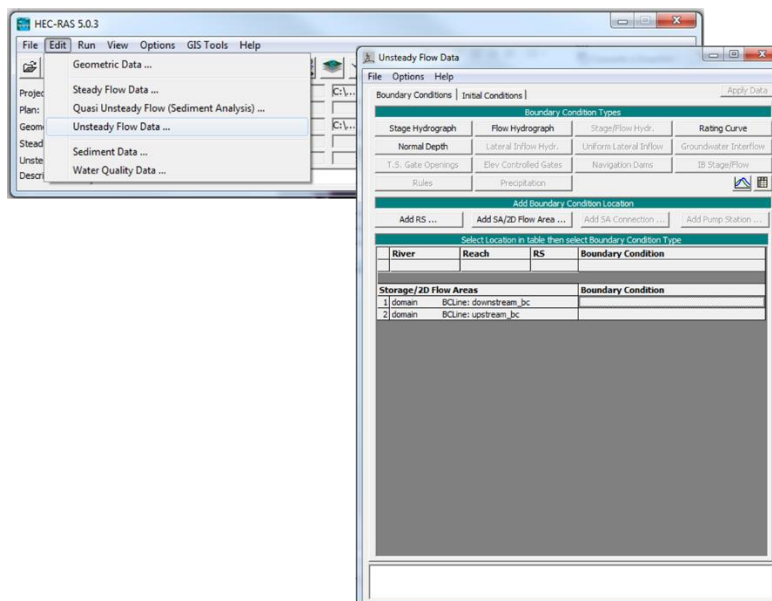 HEC-RAS 5.0.3
File Edit Run View Options GIS Tools Help
Geometric Data ...
Steady Flow Data ...
Quasi Unsteady Flow (Sediment Analysis) ...
Unsteady Flow Data ...
Sediment Data ...
Water Quality Data ...
Projec
Plan:
Geom
Stead
Unste
Descri
C:\...
C:\...
Unsteady Flow Data
File Options Help
Boundary Conditions Initial Conditions Apply Data
Boundary Condition Types
Stage Hydrograph Flow Hydrograph Stage/Flow Hydr. Rating Curve
Normal Depth Lateral Inflow Hydr. Uniform Lateral Inflow Groundwater Interflow
T.S. Gate Openings Elev Controlled Gates Navigation Dams IB Stage/Flow
Rules Precipitation
Add Boundary Condition Location
Add RS ... Add SA/2D Flow Area ... Add SA Connection ... Add Pump Station ...
Select Location in table then select Boundary Condition Type
River Reach RS Boundary Condition
Storage/2D Flow Areas Boundary Condition
1 domain BCLine: downstream_bc
2 domain BCLine: upstream_bc